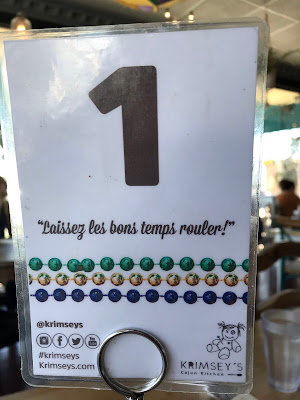 1
"Laissez les bons temps rouler!"
@krimseys
#krimseys
Krimseys.com
KRIMSEY'S
Cajun Kitchen